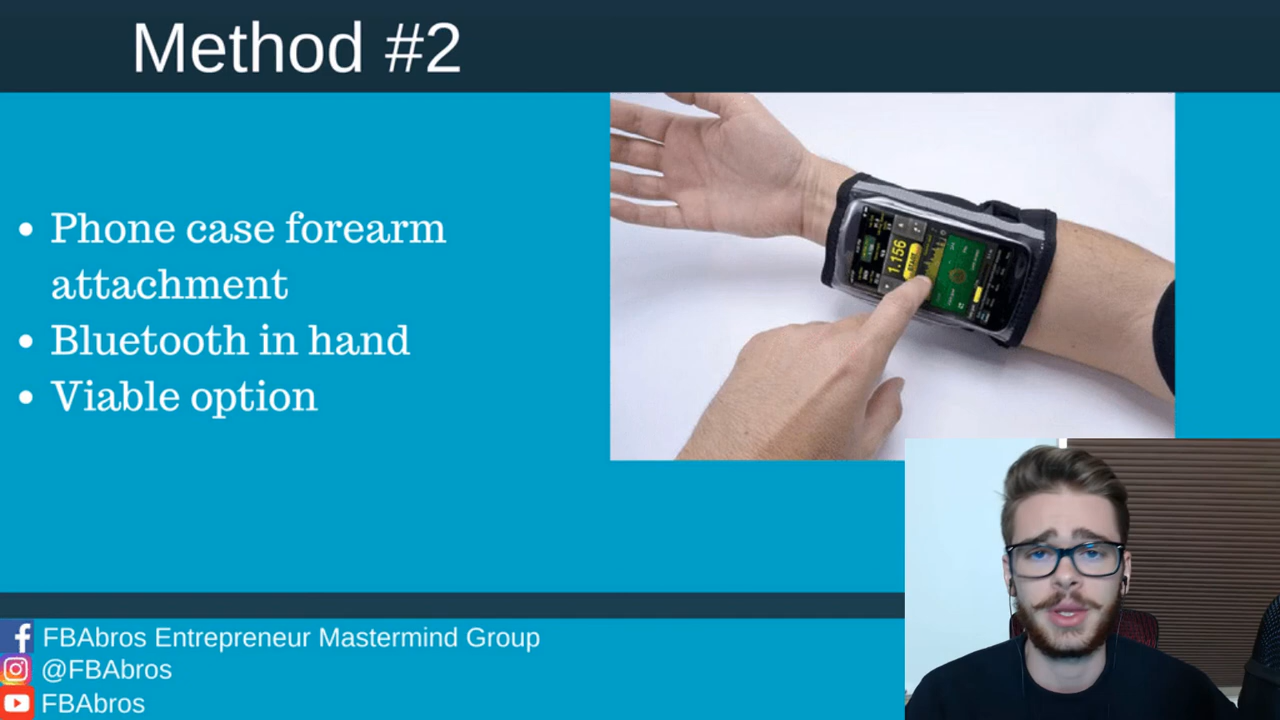 Method #2
• Phone case forearm
attachment
• Bluetooth in hand
• Viable option
1.156
START
FBAbros Entrepreneur Mastermind Group
@FBAbros
FBAbros